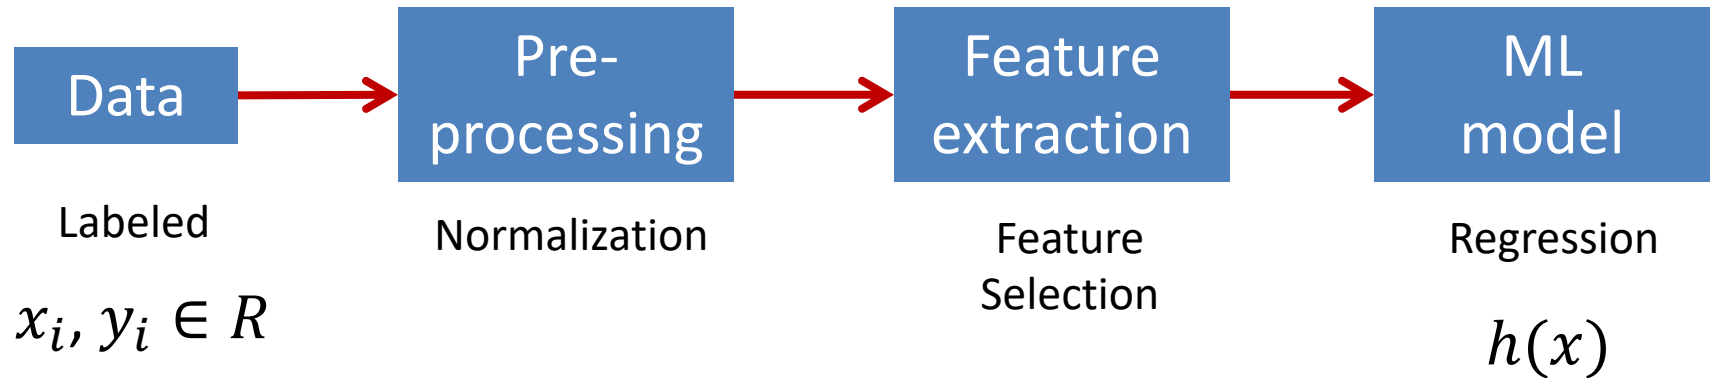 Data
Labeled
xᵢ, yᵢ ∈ R
Pre-
processing
Normalization
Feature
extraction
Feature
Selection
ML
model
Regression
h(x)